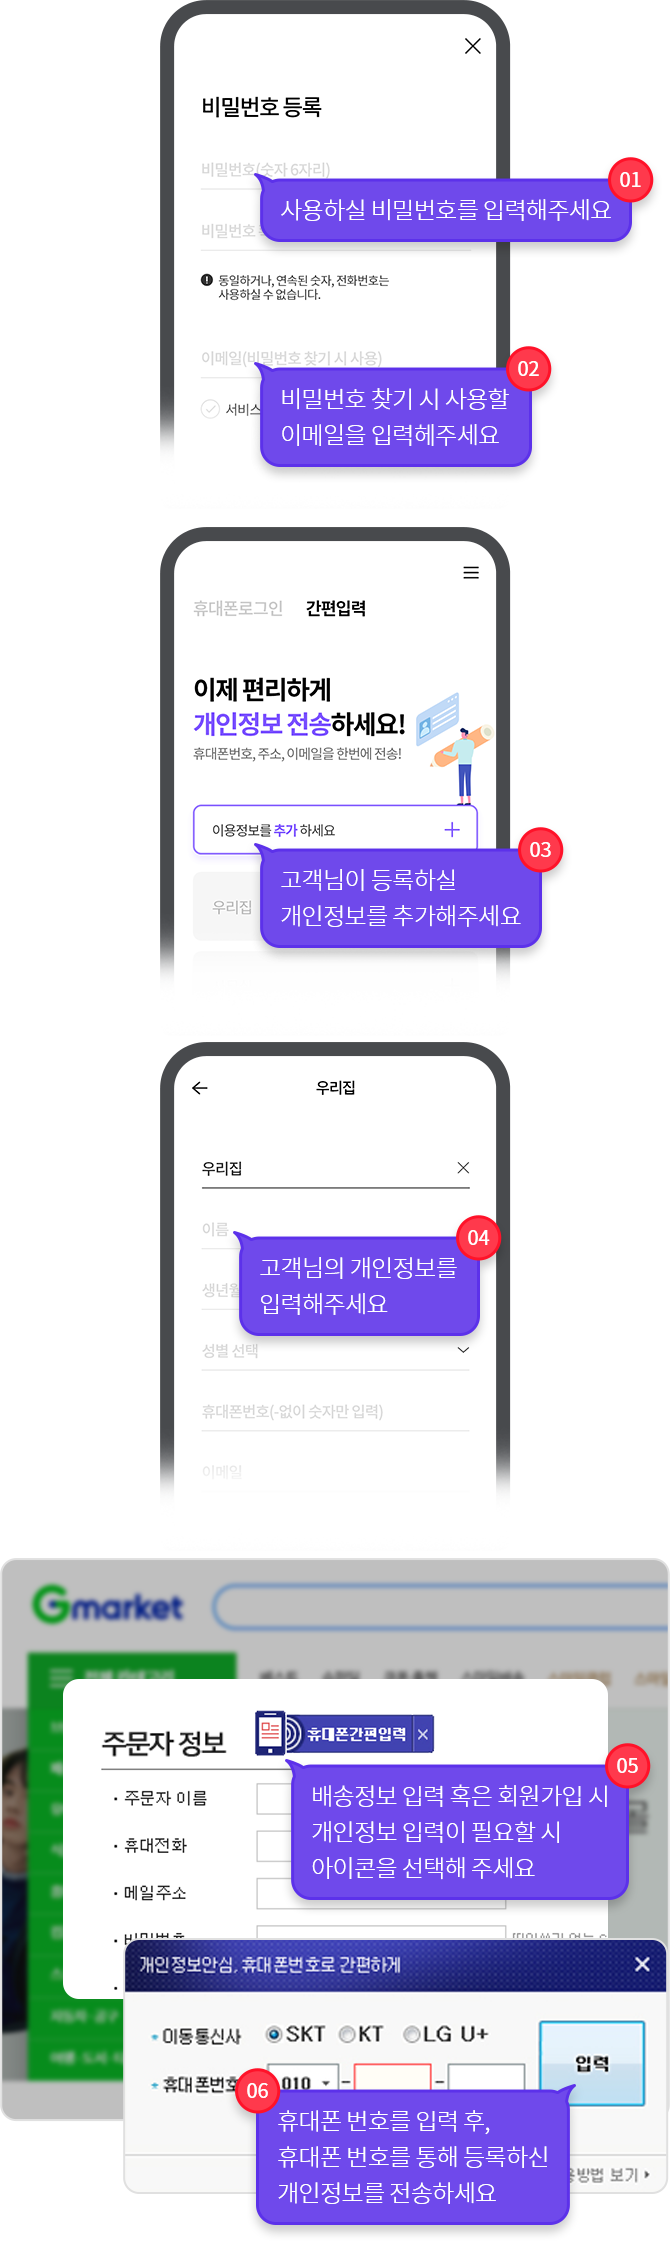 비밀번호 등록
비밀번호(숫자 6자리)
01
사용하실 비밀번호를 입력해주세요
비밀번호
동일하거나, 연속된 숫자, 전화번호는
사용하실 수 없습니다.
이메일(비밀번호 찾기 시 사용)
02
서비스
비밀번호 찾기 시 사용할
이메일을 입력해주세요
휴대폰로그인 간편입력
이제 편리하게
개인정보 전송하세요!
휴대폰번호, 주소, 이메일을 한번에 전송!
이용정보를 추가 하세요
03
우리집
고객님이 등록하실
개인정보를 추가해주세요
우리집
우리집
이름
04
고객님의 개인정보를
입력해주세요
성별 선택
휴대폰번호(-없이 숫자만 입력)
이메일
Gmarket
주문자 정보
휴대폰간편입력
05
배송정보 입력 혹은 회원가입 시
개인정보 입력이 필요할 시
아이콘을 선택해 주세요
주문자 이름
휴대전화
메일주소
비밀번호
개인정보안심, 휴대폰번호로 간편하게
이동통신사 SKT KT LG U+
입력
휴대폰번호 010 - -
06
휴대폰 번호를 입력 후,
휴대폰 번호를 통해 등록하신
개인정보를 전송하세요
방법 보기